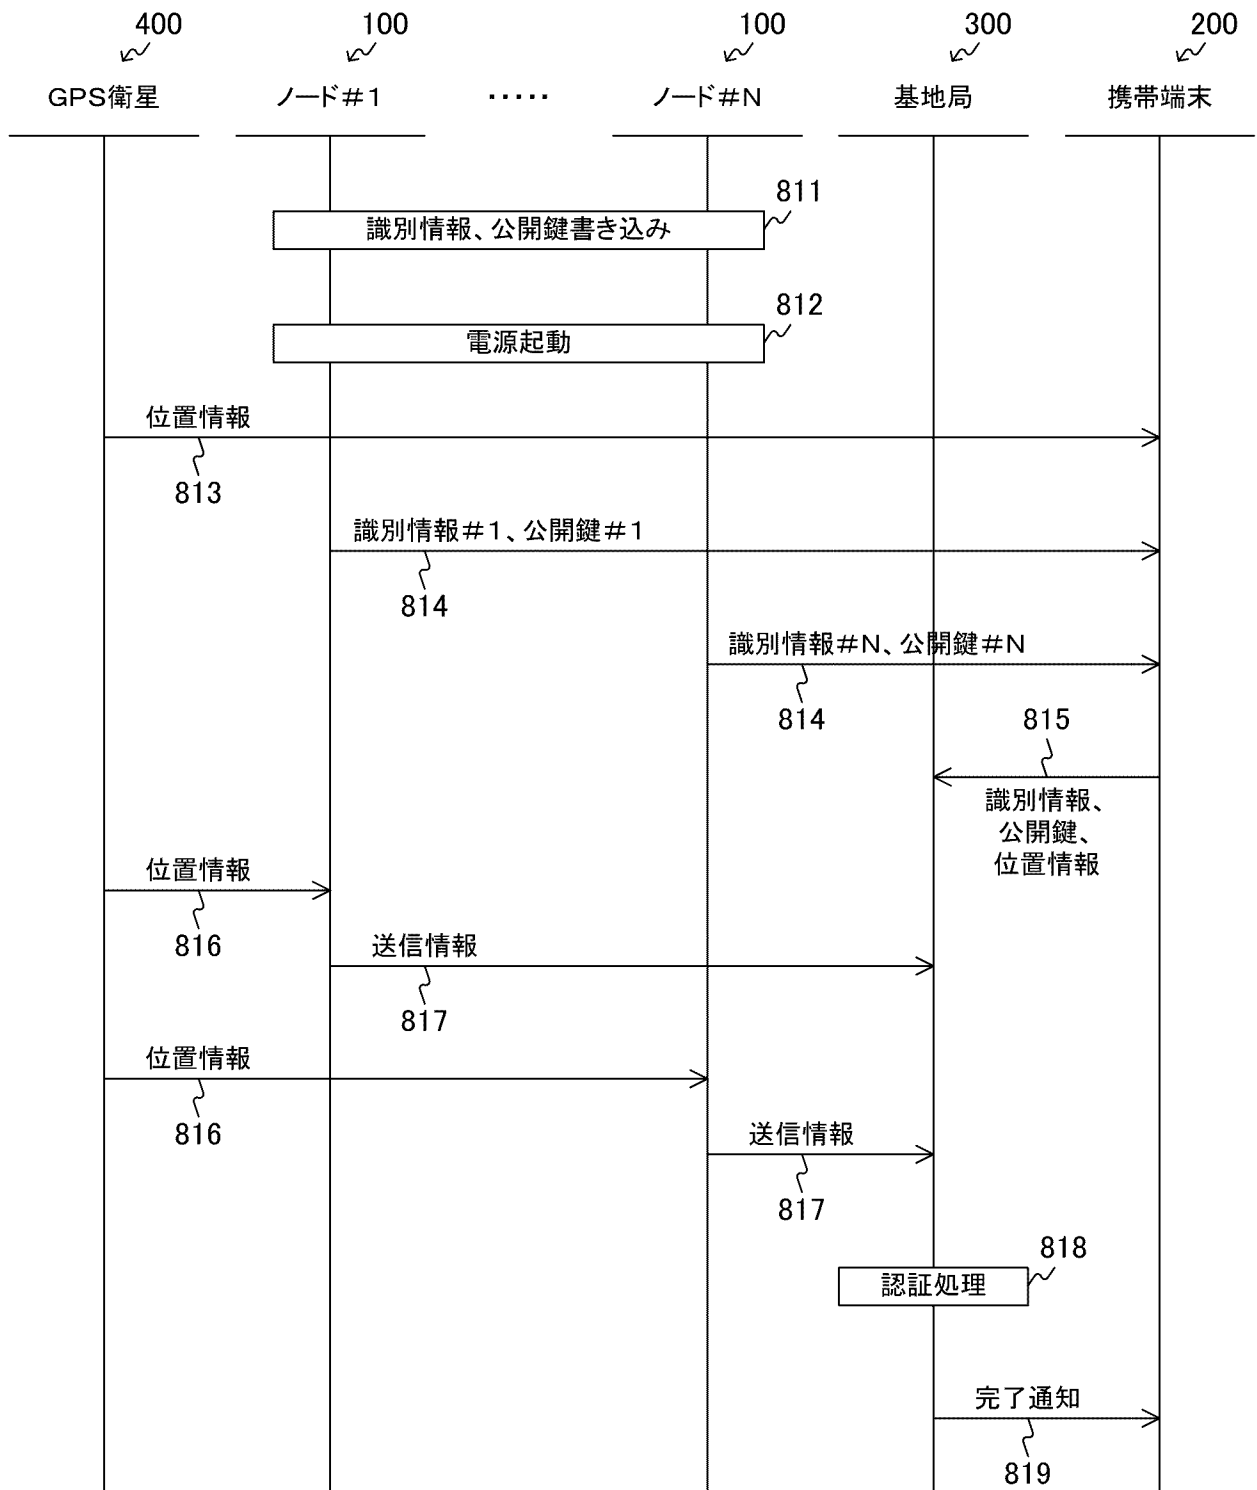 400
100
100
300
200
GPS衛星
ノード#1
・・・・・
ノード#N
基地局
携帯端末
811
識別情報、公開鍵書き込み
812
電源起動
位置情報
813
識別情報#1、公開鍵#1
814
識別情報#N、公開鍵#N
814
815
識別情報、
公開鍵、
位置情報
位置情報
816
送信情報
817
位置情報
816
送信情報
817
818
認証処理
完了通知
819